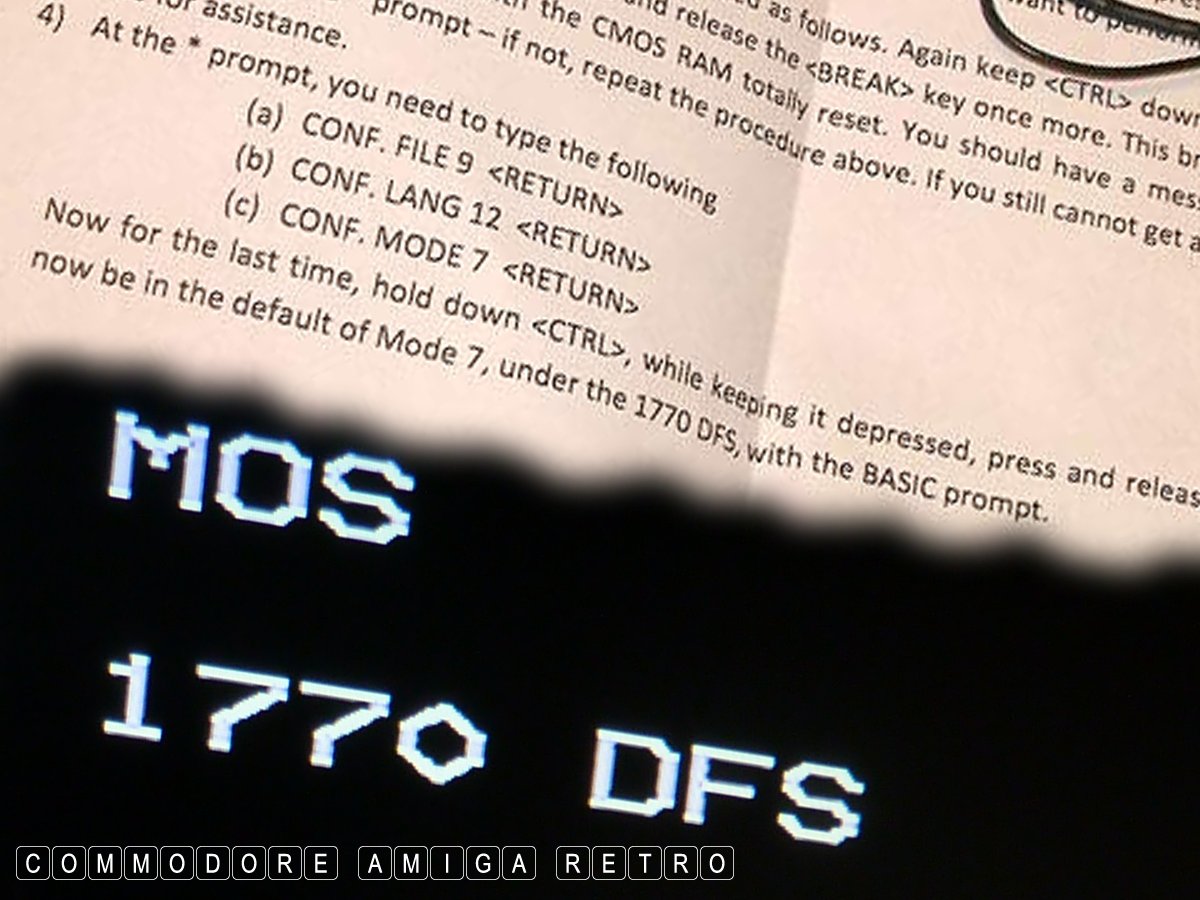 as follows. Again keep <CTRL> down
and release the <BREAK> key once more. This
the CMOS RAM totally reset. You should have a
prompt – if not, repeat the procedure above. If you still cannot get a
for assistance.
4) At the * prompt, you need to type the following
(a) CONF. FILE 9 <RETURN>
(b) CONF. LANG 12 <RETURN>
(c) CONF. MODE 7 <RETURN>
Now for the last time, hold down <CTRL>, while keeping it depressed, press and releas
now be in the default of Mode 7, under the 1770 DFS, with the BASIC prompt.
MOS
1770 DFS
COMMODORE AMIGA RETRO